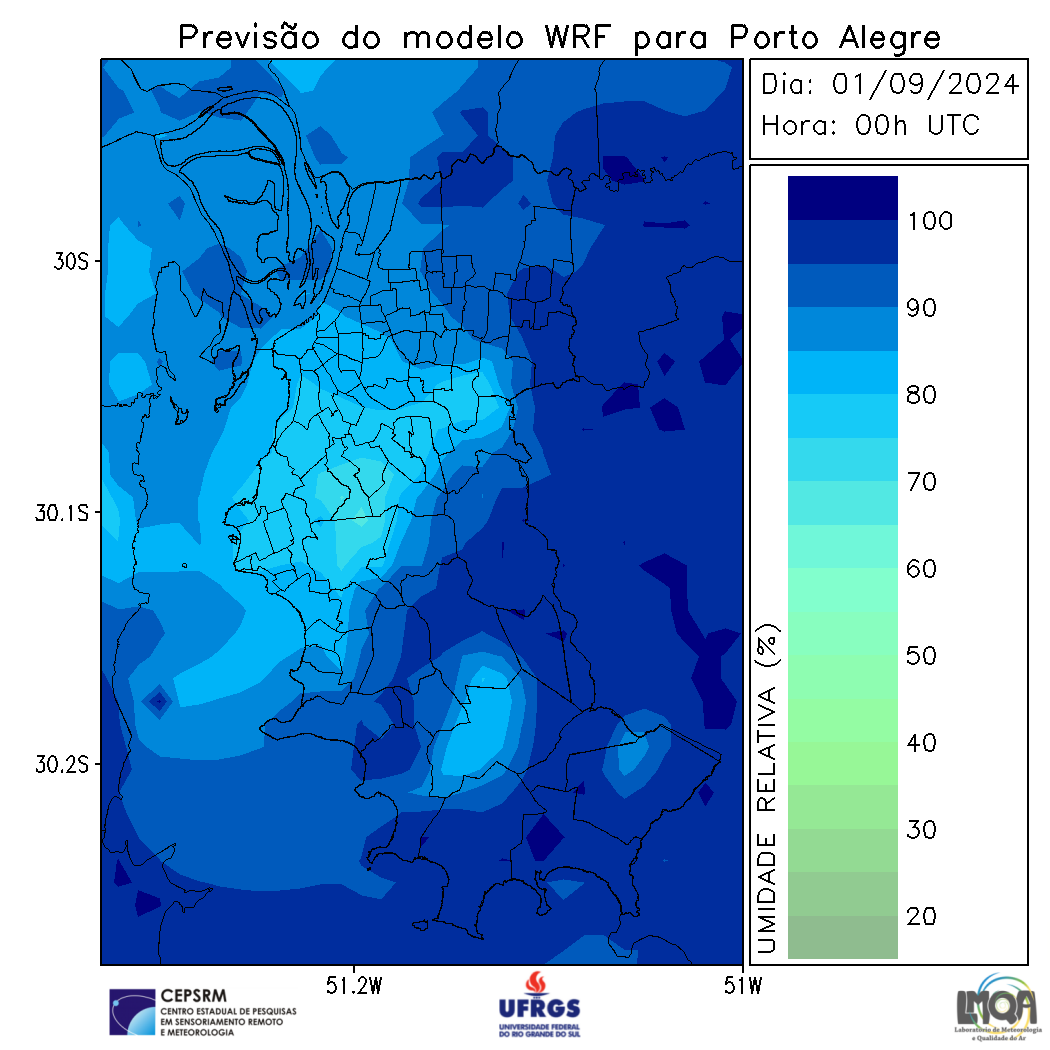 Previsão do modelo WRF para Porto Alegre
Dia: 01/09/2024
Hora: 00h UTC
100
90
80
70
60
50
40
30
20
UMIDADE RELATIVA (%)
30S
30.1S
30.2S
51.2W
51W
CEPSRM
CENTRO ESTADUAL DE PESQUISAS
EM SENSORIAMENTO REMOTO
E METEOROLOGIA
UFRGS
UNIVERSIDADE FEDERAL
DO RIO GRANDE DO SUL
LMQA
Laboratório de Meteorologia
e Qualidade do Ar